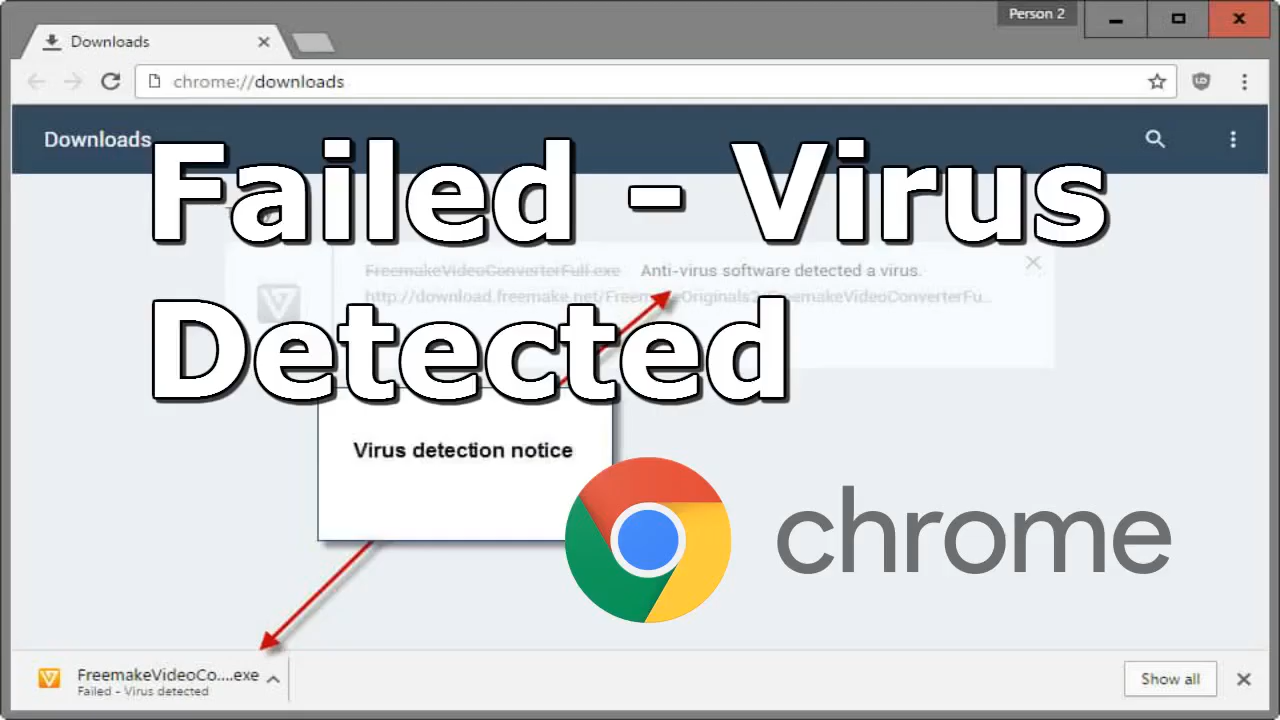 Person 2
Downloads
chrome://downloads
Downloads
Failed - Virus
FreemakeVideoConverterFull.exe Anti-virus software detected a virus.
Detected
Virus detection notice
chrome
FreemakeVideoCo....exe
Failed - Virus detected
Show all